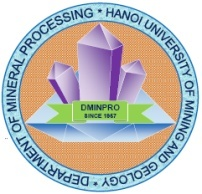 DEPARTMENT OF MINERAL PROCESSING * HANOI UNIVERSITY OF MINING AND GEOLOGY *
DMINPRO
SINCE 1967